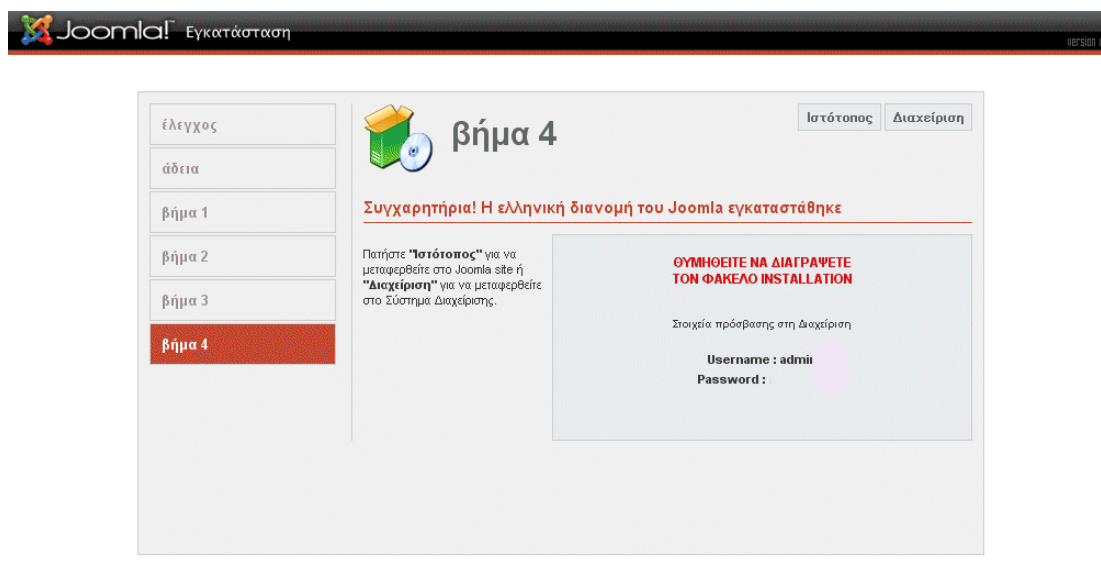 Joomla!™ Εγκατάσταση
version
έλεγχος
άδεια
βήμα 1
βήμα 2
βήμα 3
βήμα 4
βήμα 4
Ιστότοπος Διαχείριση
Συγχαρητήρια! Η ελληνική διανομή του Joomla εγκαταστάθηκε
Πατήστε "Ιστότοπος" για να
μεταφερθείτε στο Joomla site ή
"Διαχείριση" για να μεταφερθείτε
στο Σύστημα Διαχείρισης.
ΘΥΜΗΘΕΙΤΕ ΝΑ ΔΙΑΓΡΑΨΕΤΕ
ΤΟΝ ΦΑΚΕΛΟ INSTALLATION
Στοιχεία πρόσβασης στη Διαχείριση
Username : admi
Password :